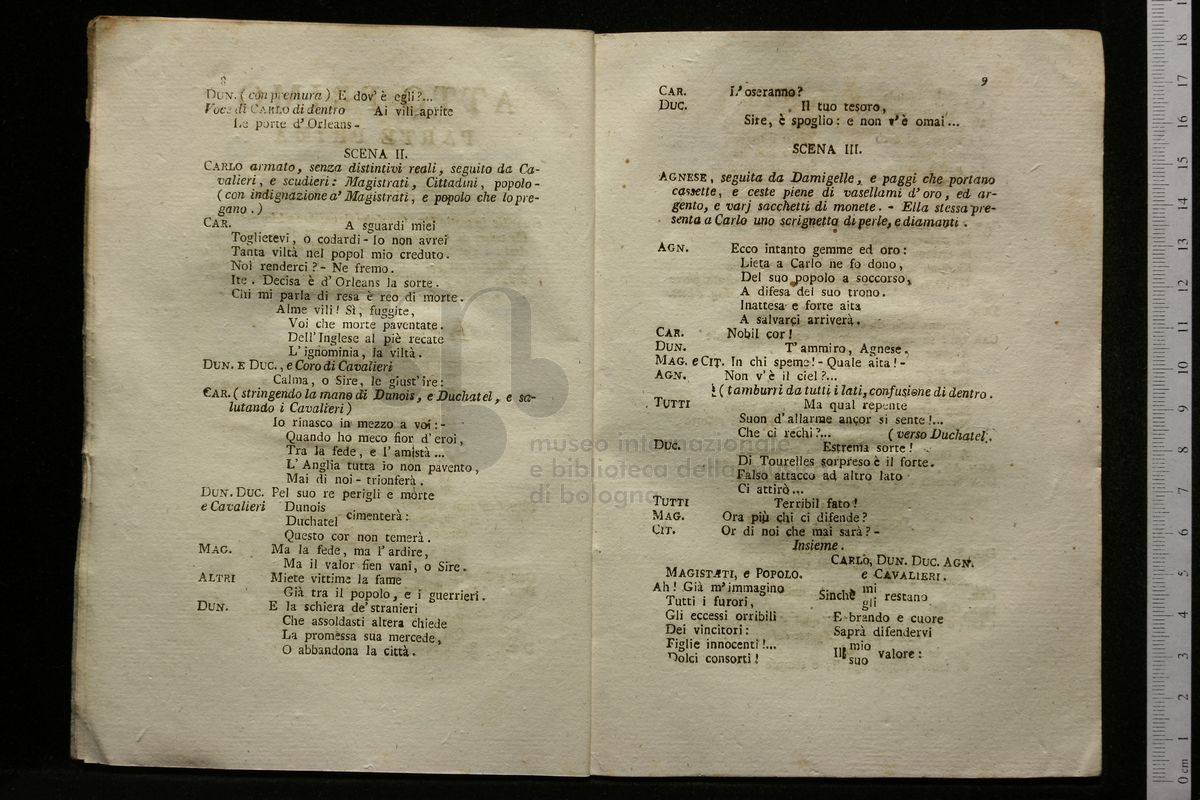 8
DUN. (con premura) E dov' è egli?...
Voce di CARLO di dentro Ai vili aprite
Le porte d' Orleans-
SCENA II.
CARLO armato, senza distintivi reali, seguito da Ca-
valieri, e scudieri: Magistrati, Cittadini, popolo-
(con indignazione a' Magistrati, e popolo che lo pre-
gano.)
CAR. A sguardi miei
Toglietevi, o codardi - Io non avrei
Tanta viltà nel popol mio creduto.
Noi renderci? - Ne fremo.
Ite. Decisa è d' Orleans la sorte.
Chi mi parla di resa è reo di morte.
Alme vili! Sì, fuggite,
Voi che morte paventate.
Dell' Inglese al piè recate
L' ignominia, la viltà.
DUN. E DUC., e Coro di Cavalieri
Calma, o Sire, le giust' ire:
CAR. (stringendo la mano di Dunois, e Duchatel, e sa-
lutando i Cavalieri)
Io rinasco in mezzo a voi: -
Quando ho meco fior d' eroi,
Tra la fede, e l' amistà ...
L' Anglia tutta io non pavento,
Mai di noi - trionferà.
DUN. DUC. Pel suo re perigli e morte
e Cavalieri Dunois
Duchatel cimenterà:
Questo cor non temerà.
MAG. Ma la fede, ma l' ardire,
Ma il valor fien vani, o Sire.
ALTRI Miete vittime la fame
Già tra il popolo, e i guerrieri.
DUN. E la schiera de' stranieri
Che assoldasti altera chiede
La promessa sua mercede,
O abbandona la città.
9
CAR. L' oseranno?
DUC. Il tuo tesoro,
Sire, è spoglio: e non v' è omai ...
SCENA III.
AGNESE, seguita da Damigelle, e paggi che portano
cassette, e ceste piene di vasellami d' oro, ed ar-
gento, e varj sacchetti di monete. - Ella stessa pre-
senta a Carlo uno scrignetto di perle, e diamanti.
AGN. Ecco intanto gemme ed oro:
Lieta a Carlo ne fo dono,
Del suo popolo a soccorso,
A difesa del suo trono.
Inattesa e forte aita
A salvarci arriverà.
CAR. Nobil cor!
DUN. T' ammiro, Agnese.
MAG. e CIT. In chi speme! - Quale aita! -
AGN. Non v' è il ciel?...
(tamburri da tutti i lati, confusione di dentro.
TUTTI Ma qual repente
Suon d' allarme ancor si sente!...
Che ci rechi?... (verso Duchatel.
DUC. Estrema sorte!
Di Tourelles sorpreso è il forte.
Falso attacco ad altro lato
Ci attirò ...
TUTTI Terribil fato!
MAG. Ora più chi ci difende?
CIT. Or di noi che mai sarà? -
Insieme.
MAGISTATI, e POPOLO.
Ah! Già m' immagino
Tutti i furori,
Gli eccessi orribili
Dei vincitori:
Figlie innocenti!...
Dolci consorti!
CARLO, DUN. DUC. AGN.
e CAVALIERI.
Sinchè mi
gli restano
E brando e cuore
Saprà difendervi
Il mio
suo valore:
museo internazionale
e biblioteca della
di bologna